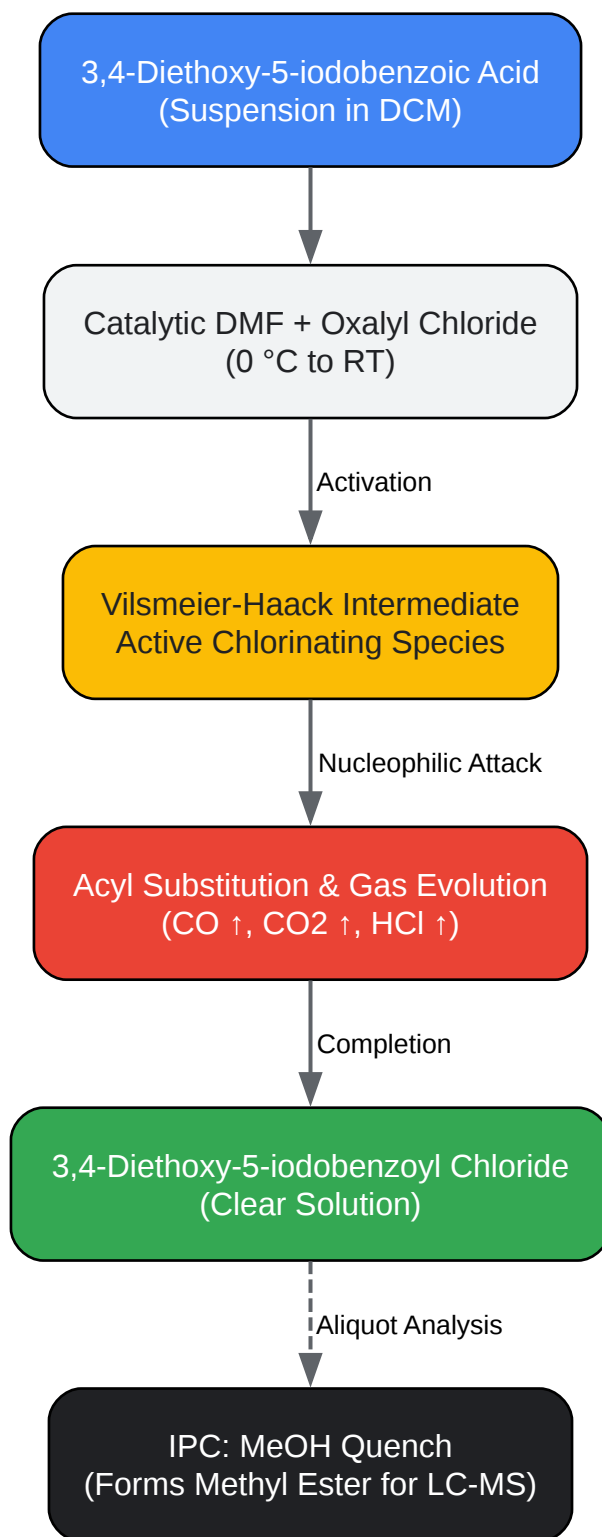 3,4-Diethoxy-5-iodobenzoic Acid
(Suspension in DCM)
Catalytic DMF + Oxalyl Chloride
(0 °C to RT)
Activation
Vilsmeier-Haack Intermediate
Active Chlorinating Species
Nucleophilic Attack
Acyl Substitution & Gas Evolution
(CO ↑, CO2 ↑, HCl ↑)
Completion
3,4-Diethoxy-5-iodobenzoyl Chloride
(Clear Solution)
Aliquot Analysis
IPC: MeOH Quench
(Forms Methyl Ester for LC-MS)